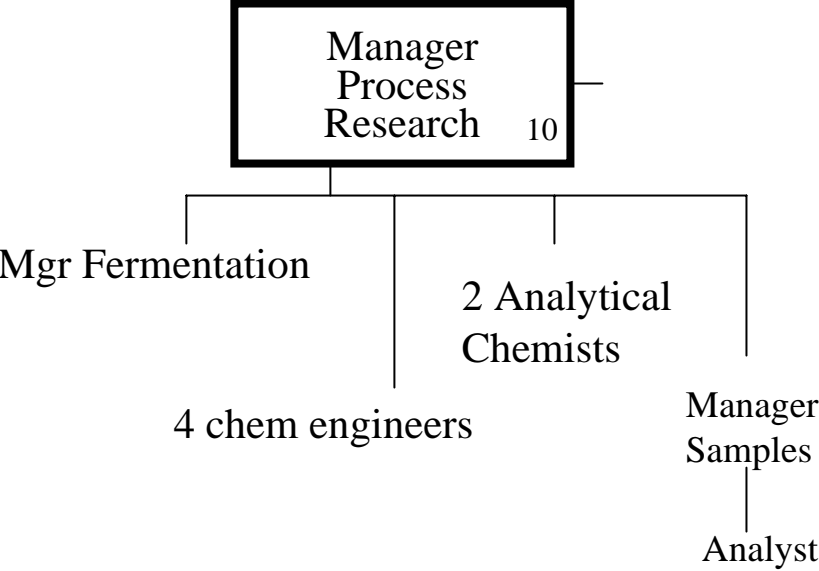 Manager
Process
Research 10
Mgr Fermentation
2 Analytical
Chemists
4 chem engineers
Manager
Samples
Analyst